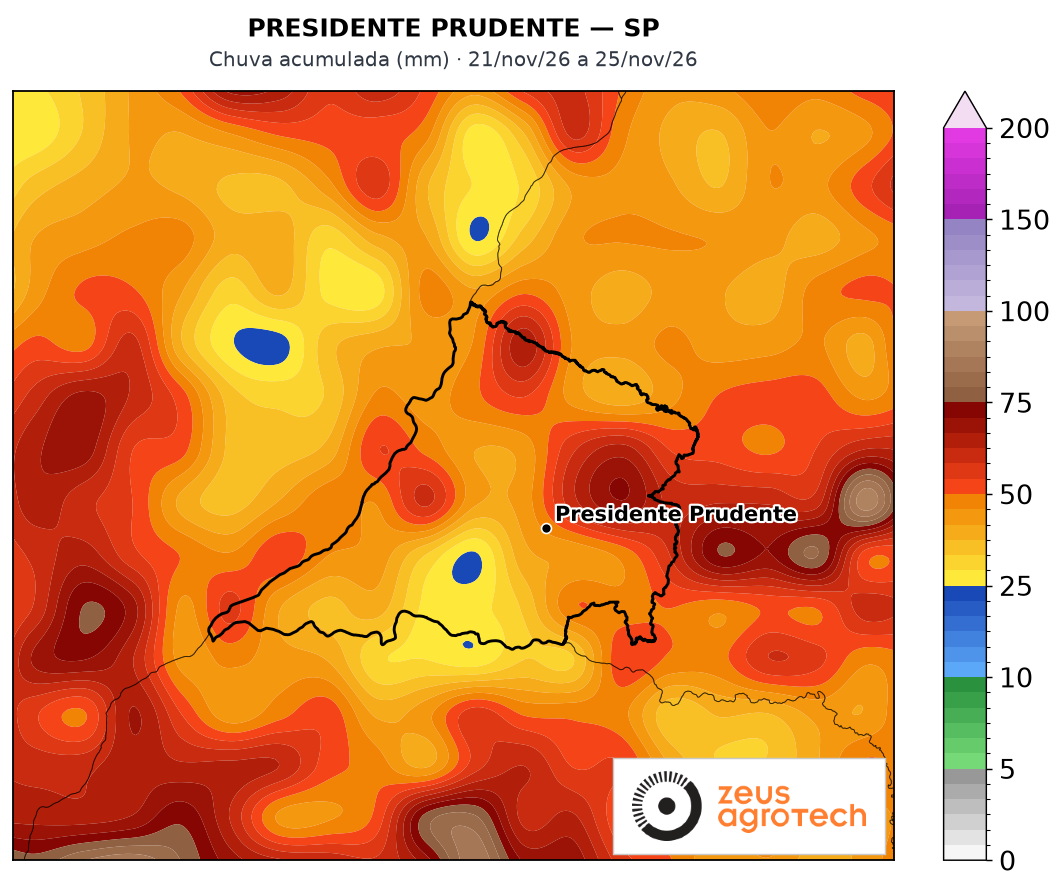 PRESIDENTE PRUDENTE — SP
Chuva acumulada (mm) · 21/nov/26 a 25/nov/26
200
150
100
75
50
25
10
5
0
Presidente Prudente
zeus
agrotech